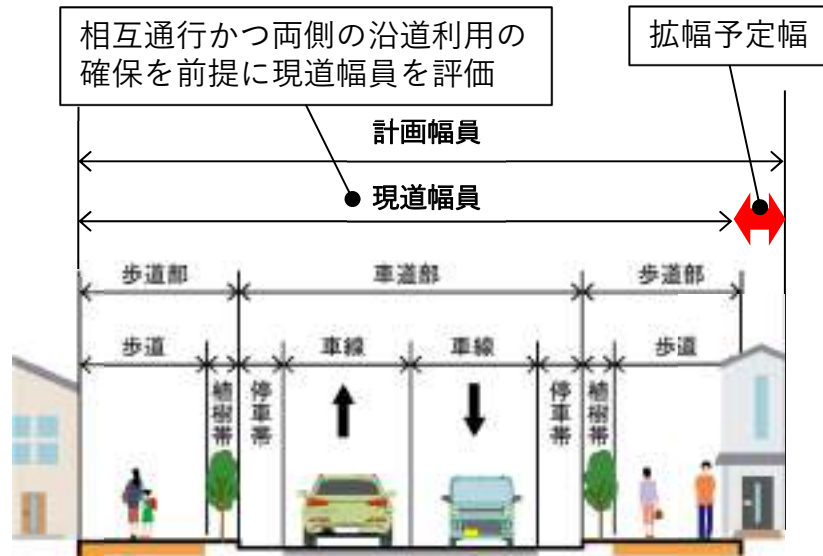 相互通行かつ両側の沿道利用の
確保を前提に現道幅員を評価
拡幅予定幅
計画幅員
現道幅員
歩道部
車道部
歩道部
歩道
植樹帯
停車帯
車線
車線
停車帯
植樹帯
歩道